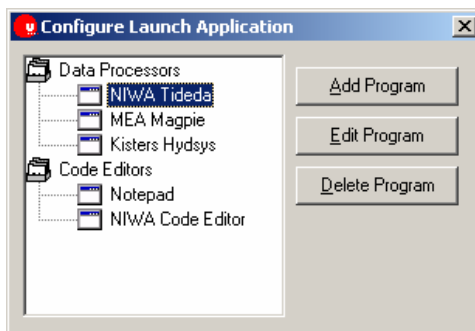 Configure Launch Application
Data Processors
NIWA Tideda
MEA Magpie
Kisters Hydsys
Code Editors
Notepad
NIWA Code Editor
Add Program
Edit Program
Delete Program